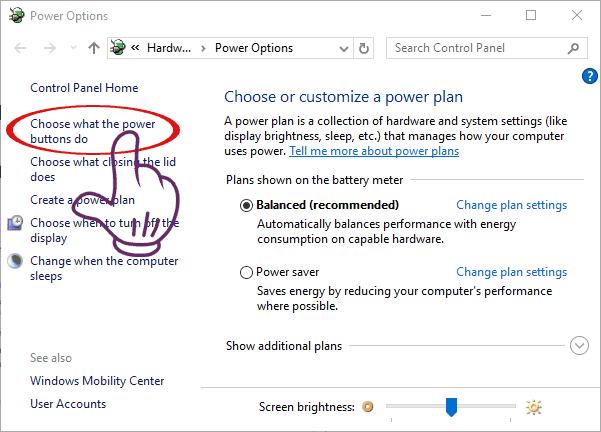 Power Options
« Hardw... > Power Options
Search Control Panel
?
Control Panel Home
Choose what the power
buttons do
Choose what closing the lid
does
Create a power plan
Choose when to turn off the
display
Change when the computer
sleeps
See also
Windows Mobility Center
User Accounts
Choose or customize a power plan
A power plan is a collection of hardware and system settings (like
display brightness, sleep, etc.) that manages how your computer
uses power. Tell me more about power plans
Plans shown on the battery meter
Balanced (recommended) Change plan settings
Automatically balances performance with energy
consumption on capable hardware.
Power saver Change plan settings
Saves energy by reducing your computer's performance
where possible.
Show additional plans
Screen brightness: